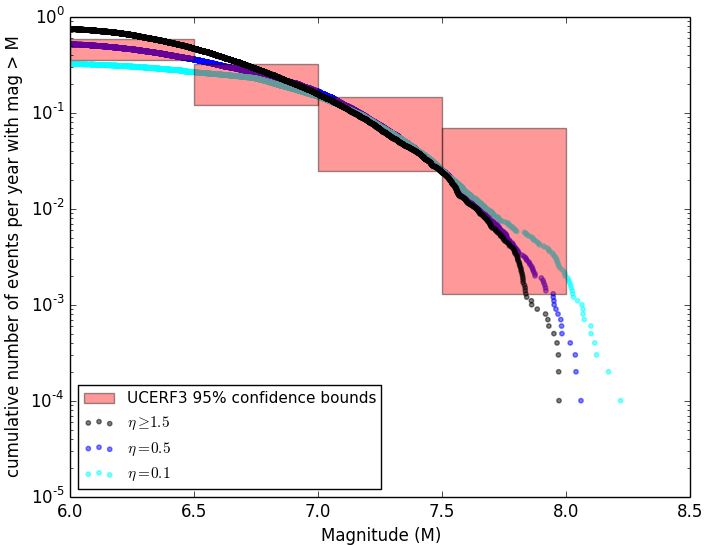 cumulative number of events per year with mag > M
10^0
10^-1
10^-2
10^-3
10^-4
10^-5
UCERF3 95% confidence bounds
η≥1.5
η=0.5
η=0.1
6.0 6.5 7.0 7.5 8.0 8.5
Magnitude (M)